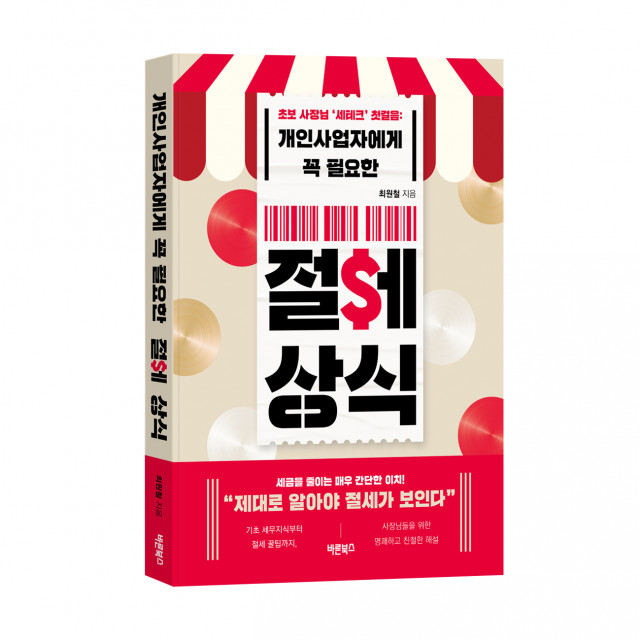 초보 사장님 ‘세테크’ 첫걸음:
개인사업자에게
꼭 필요한
최원철 지음
절$세
상식
세금을 줄이는 매우 간단한 이치!
“제대로 알아야 절세가 보인다”
기초 세무지식부터
절세 꿀팁까지,
사장님들을 위한
명쾌하고 친절한 해설
바른북스
개인사업자에게 꼭 필요한 절$세 상식
최원철 지음
바른북스